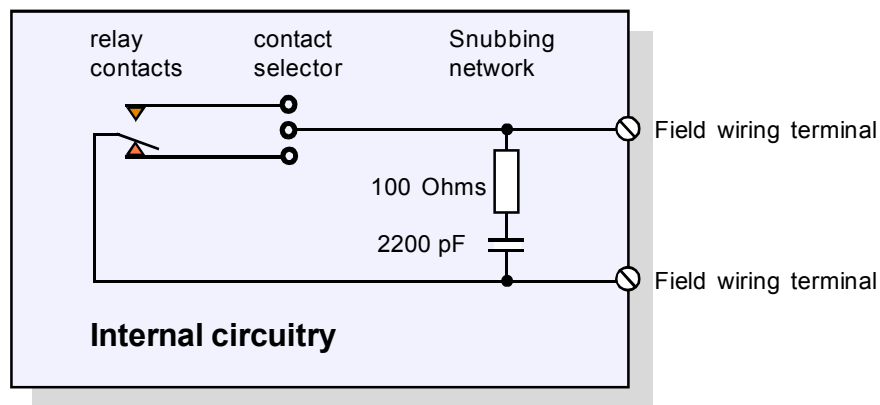 relay
contacts
contact
selector
Snubbing
network
Field wiring terminal
100 Ohms
2200 pF
Field wiring terminal
Internal circuitry